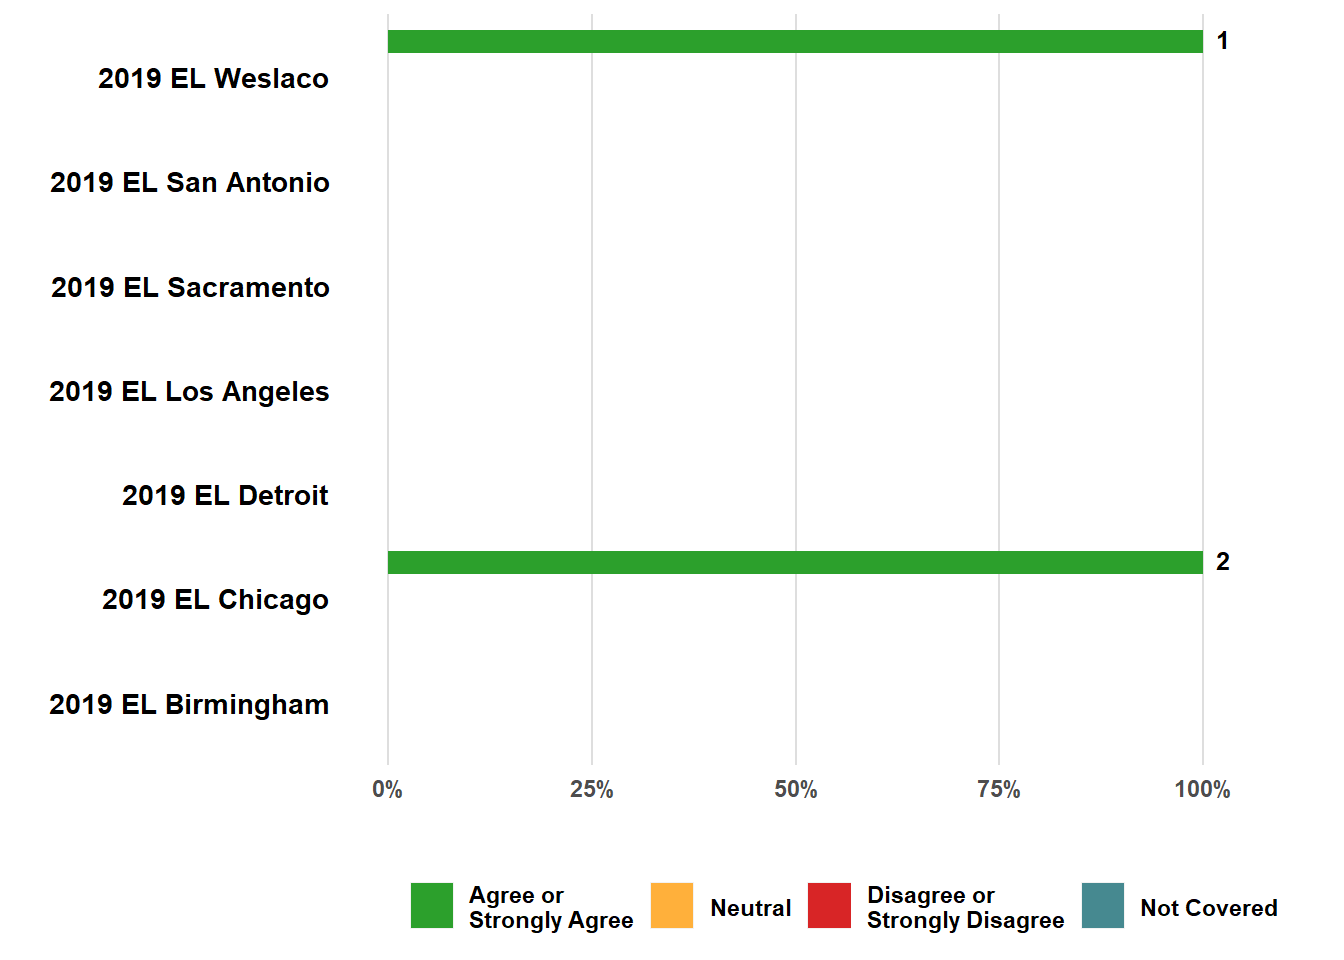 1
2019 EL Weslaco
2019 EL San Antonio
2019 EL Sacramento
2019 EL Los Angeles
2019 EL Detroit
2
2019 EL Chicago
2019 EL Birmingham
0% 25% 50% 75% 100%
Agree or
Strongly Agree
Neutral
Disagree or
Strongly Disagree
Not Covered